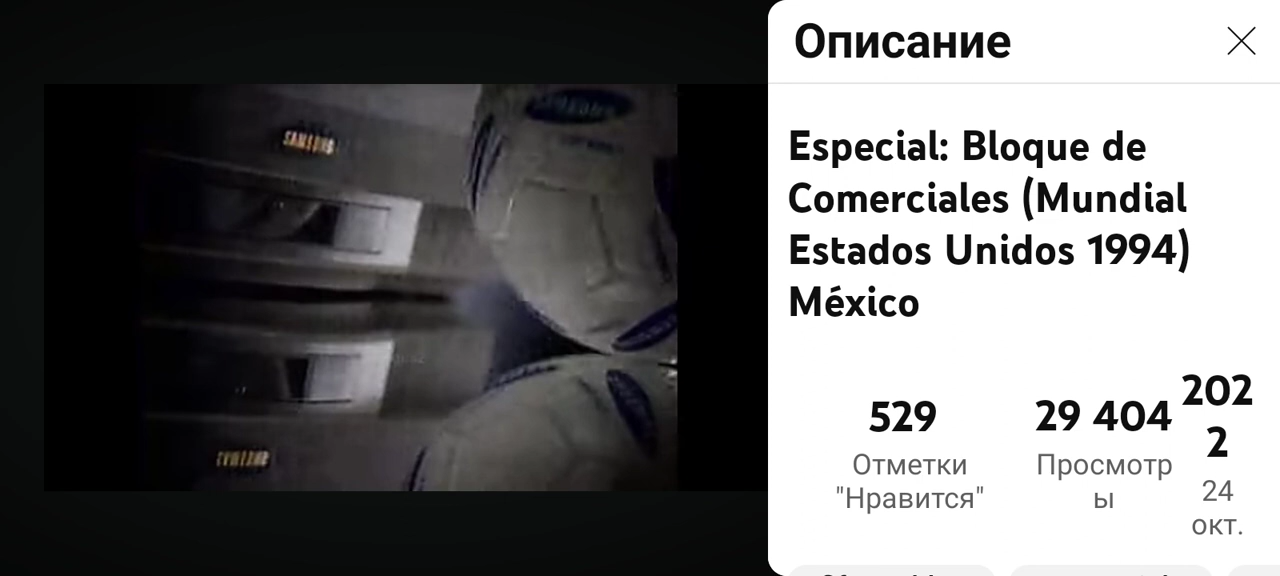 Описание
SAMSUNG
Especial: Bloque de
Comerciales (Mundial
Estados Unidos 1994)
México
529
Отметки
"Нравится"
29 404
Просмотр
ы
202
2
24
окт.